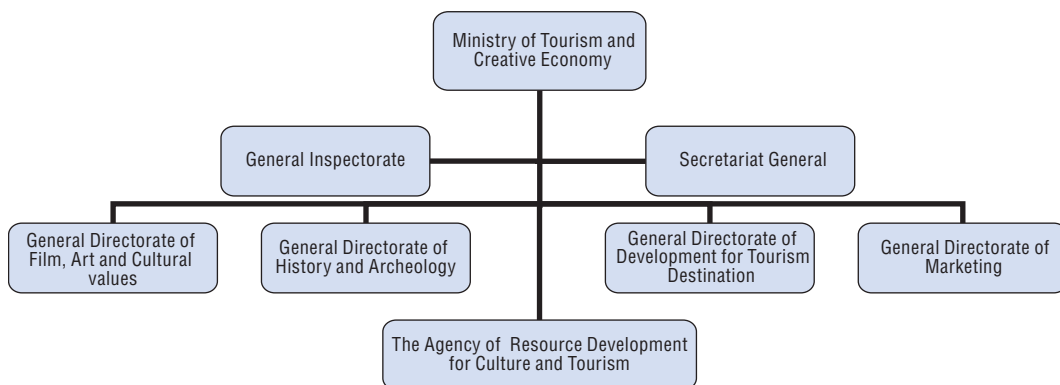 Ministry of Tourism and
Creative Economy
General Inspectorate
Secretariat General
General Directorate of
Film, Art and Cultural
values
General Directorate of
History and Archeology
General Directorate of
Development for Tourism
Destination
General Directorate of
Marketing
The Agency of Resource Development
for Culture and Tourism